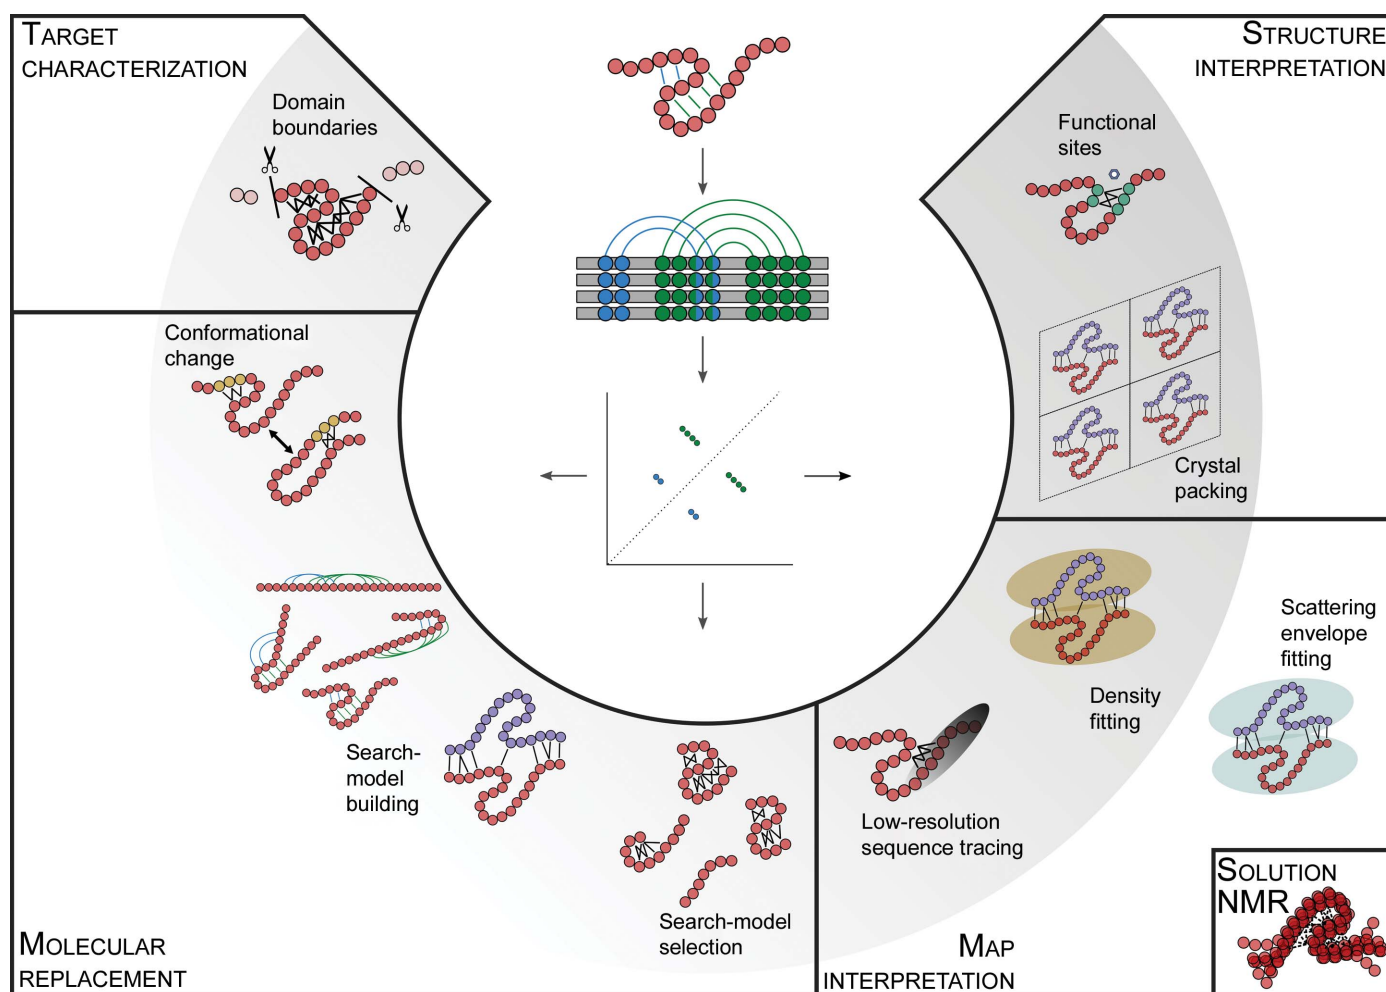 TARGET
CHARACTERIZATION
Domain
boundaries
STRUCTURE
INTERPRETATION
Functional
sites
Conformational
change
Crystal
packing
Search-
model
building
Density
fitting
Scattering
envelope
fitting
Low-resolution
sequence tracing
Search-model
selection
MOLECULAR
REPLACEMENT
MAP
INTERPRETATION
SOLUTION
NMR